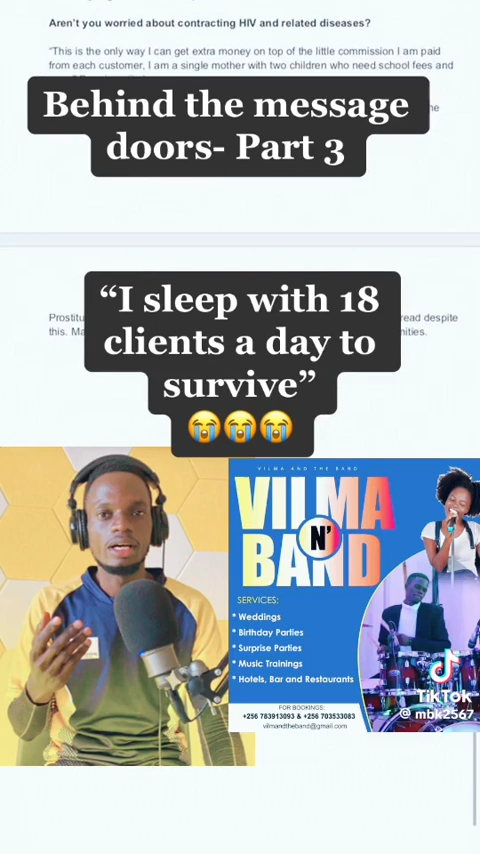 Aren't you worried about contracting HIV and related diseases?
"This is the only way I can get extra money on top of the little commission I am paid
from each customer, I am a single mother with two children who need school fees and
Behind the message
doors- Part 3
Prostitu
read despite
this. Ma
nities.
"I sleep with 18
clients a day to
survive"
😭😭😭
VILMA AND THE BAND
VILMA
N'
BAND
SERVICES:
* Weddings
* Birthday Parties
* Surprise Parties
* Music Trainings
* Hotels, Bar and Restaurants
FOR BOOKINGS:
+256 783913093 & +256 703533083
vilmandtheband@gmail.com
TikTok
@ mbk2567